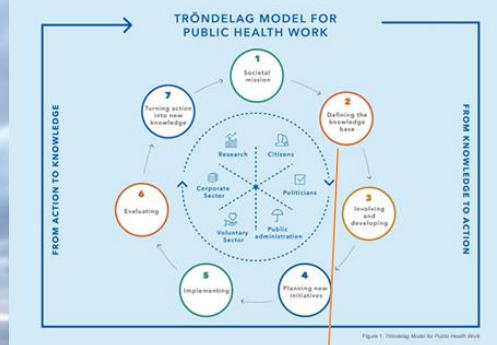 TRÖNDELAG MODEL FOR
PUBLIC HEALTH WORK
1
Societal
mission
2
Defining the
knowledge
base
3
Involving
and
developing
4
Planning new
initiatives
5
Implementing
6
Evaluating
7
Turning action
into new
knowledge
Research
Citizens
Corporate
Sector
Politicians
Voluntary
Sector
Public
administration
FROM ACTION TO KNOWLEDGE
FROM KNOWLEDGE TO ACTION
Figure 1: Tröndelag Model for Public Health Work